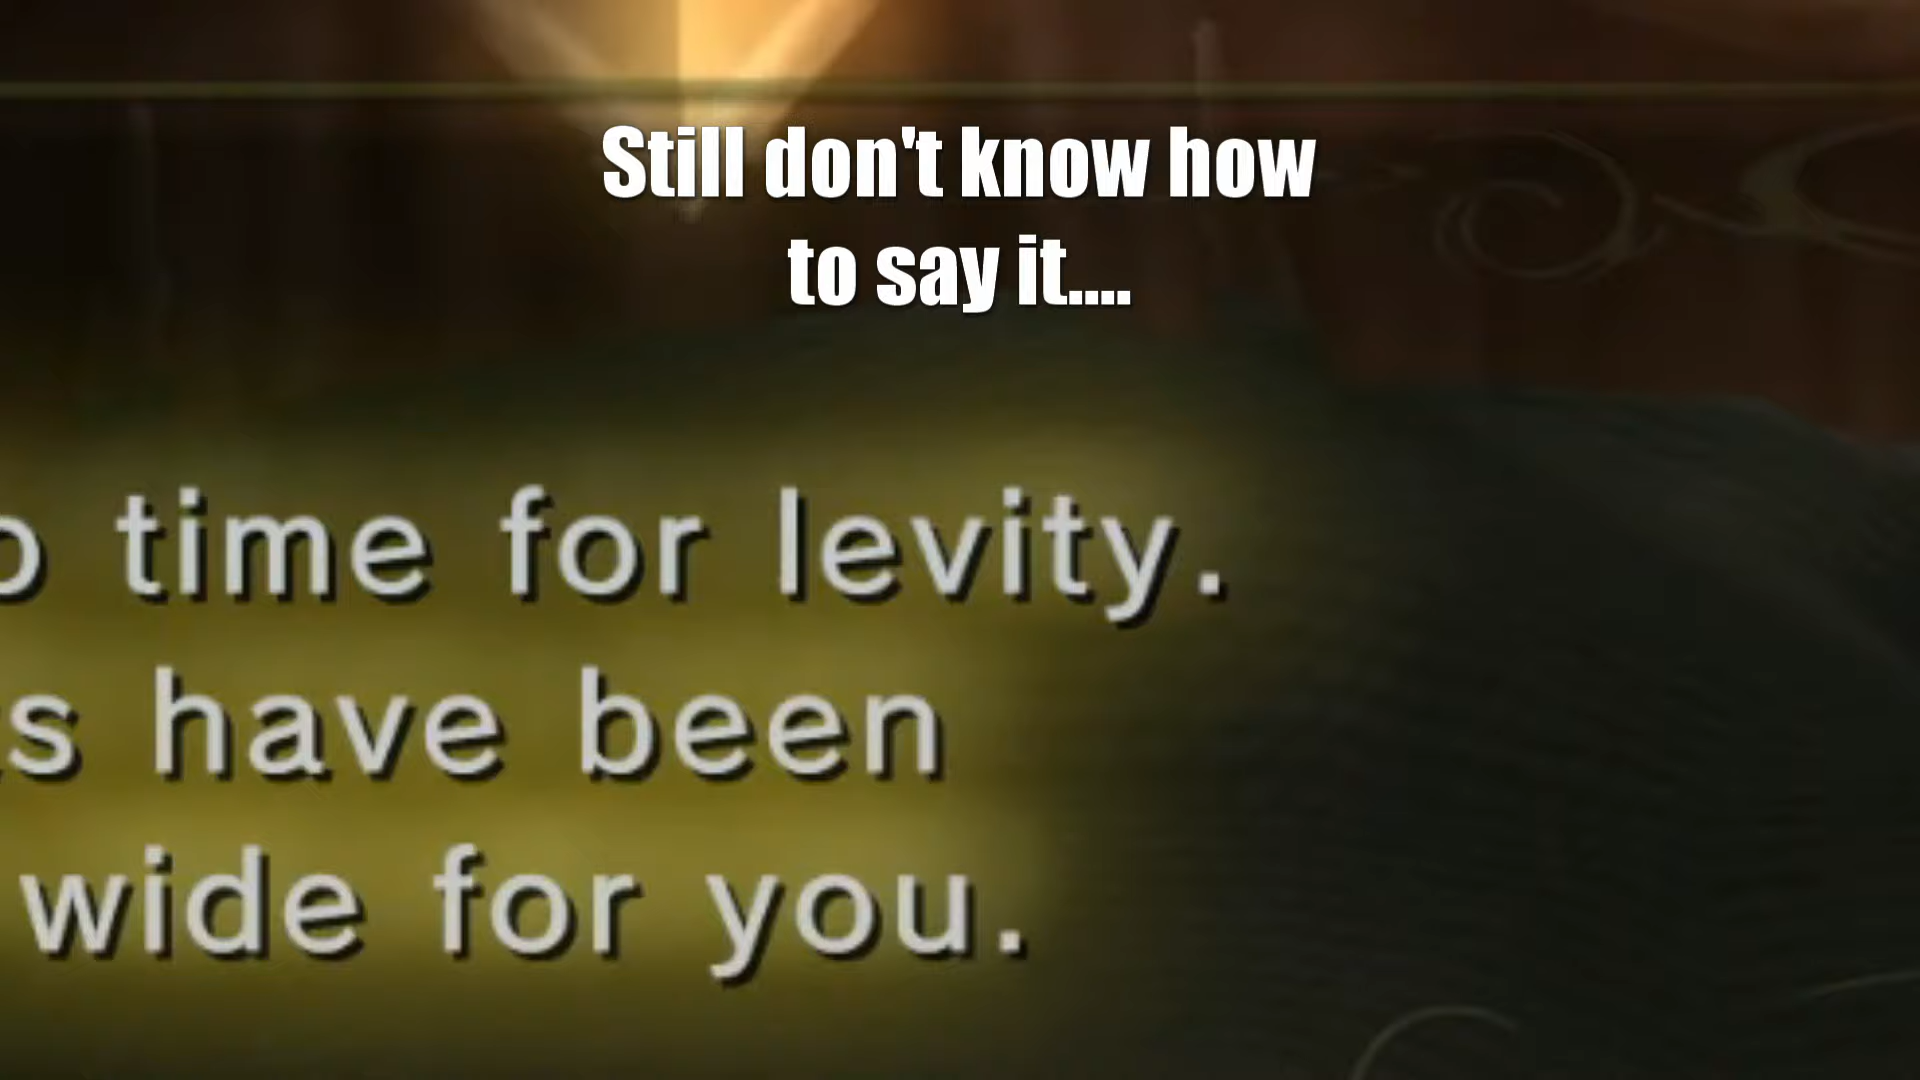 Still don't know how
to say it....
time for levity.
have been
wide for you.